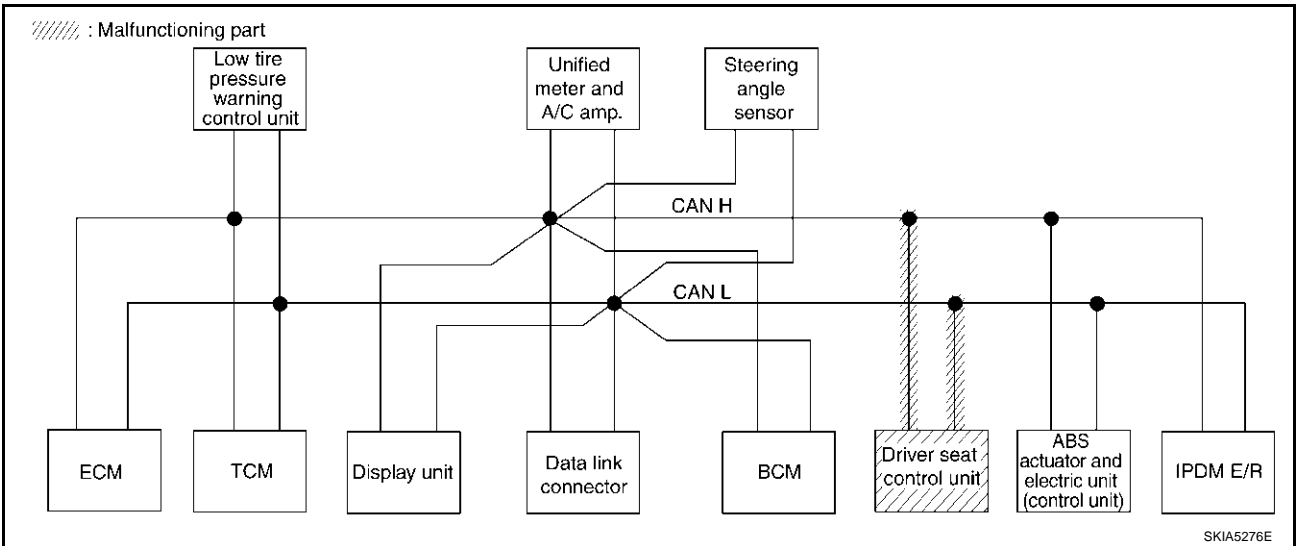 : Malfunctioning part
Low tire
pressure
warning
control unit
Unified
meter and
A/C amp.
Steering
angle
sensor
CAN H
CAN L
ECM
TCM
Display unit
Data link
connector
BCM
Driver seat
control unit
ABS
actuator and
electric unit
(control unit)
IPDM E/R
SKIA5276E